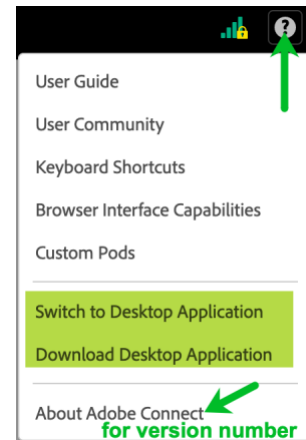 ?
User Guide
User Community
Keyboard Shortcuts
Browser Interface Capabilities
Custom Pods
Switch to Desktop Application
Download Desktop Application
About Adobe Connect
for version number